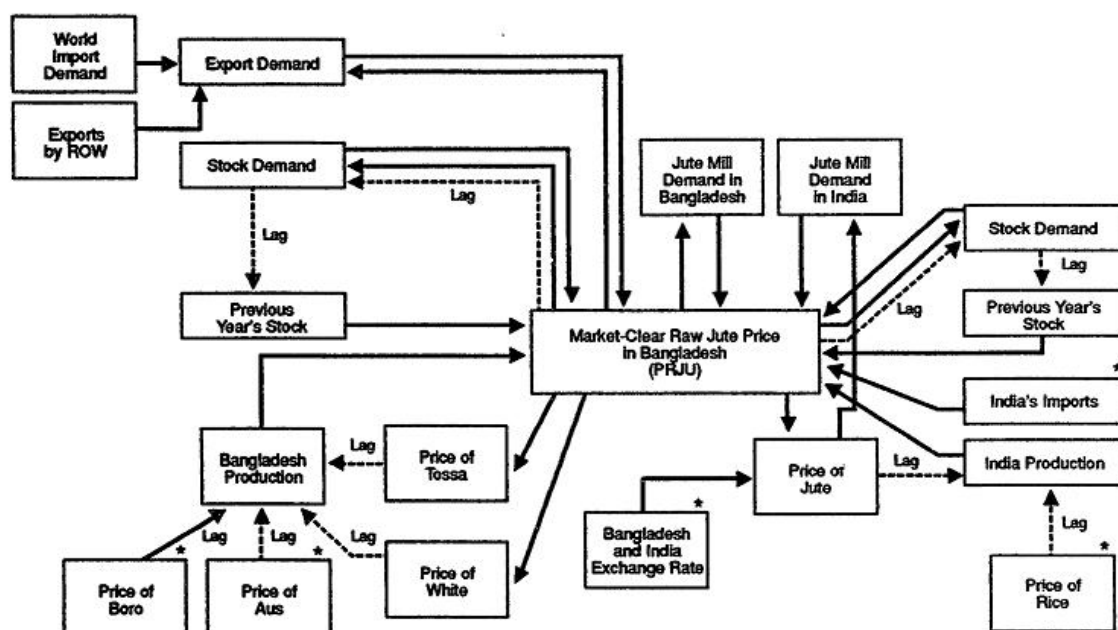 World
Import
Demand
Export Demand
Exports
by ROW
Stock Demand
Lag
Lag
Jute Mill
Demand in
Bangladesh
Jute Mill
Demand
in India
Stock Demand
Lag
Lag
Previous
Year's Stock
Previous Year's
Stock
Market-Clear Raw Jute Price
in Bangladesh
(PRJU)
*
India's Imports
Bangladesh
Production
Lag
Price of
Tossa
Price of
Jute
Lag
India Production
*
Bangladesh
and India
Exchange Rate
Lag
Lag
Lag
Lag
*
*
*
Price of
Boro
Price of
Aus
Price of
White
Price of
Rice